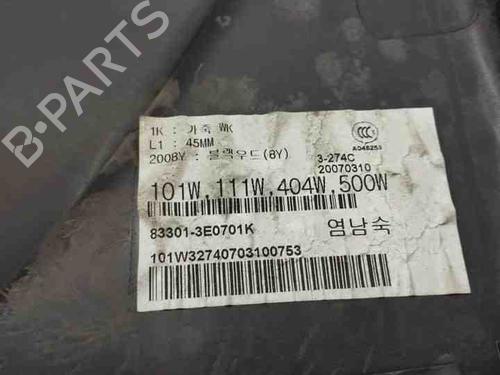 1K : 가죽 WK
L1 : 45MM
2008Y : 블랙우드(8Y)
CCC
A048253
3-274C
20070310
101W,111W,404W,500W
83301-3E0701K
염남숙
101W32740703100753
B-PARTS